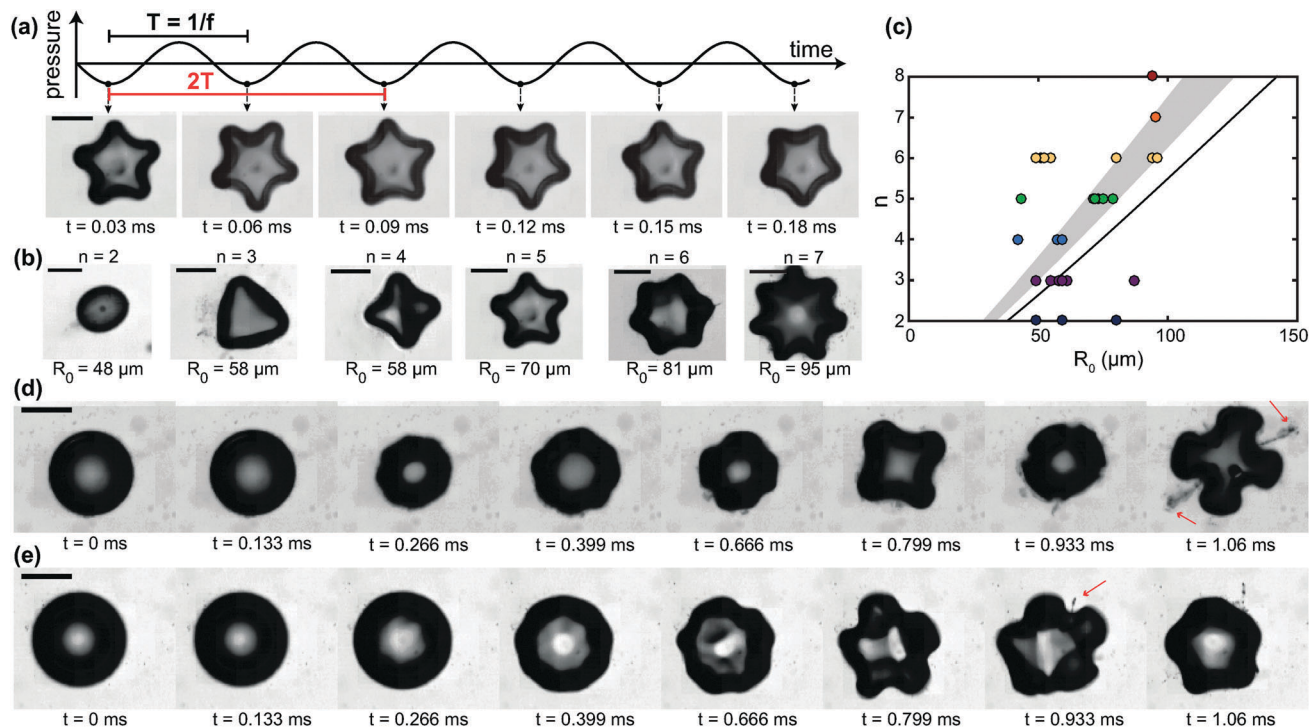 (a)
pressure
T = 1/f
time
2T
t = 0.03 ms t = 0.06 ms t = 0.09 ms t = 0.12 ms t = 0.15 ms t = 0.18 ms
(b)
n = 2 n = 3 n = 4 n = 5 n = 6 n = 7
R₀ = 48 µm R₀ = 58 µm R₀ = 58 µm R₀ = 70 µm R₀ = 81 µm R₀ = 95 µm
(c)
n
8
7
6
5
4
3
2
0 50 100 150
R₀ (µm)
(d)
t = 0 ms t = 0.133 ms t = 0.266 ms t = 0.399 ms t = 0.666 ms t = 0.799 ms t = 0.933 ms t = 1.06 ms
(e)
t = 0 ms t = 0.133 ms t = 0.266 ms t = 0.399 ms t = 0.666 ms t = 0.799 ms t = 0.933 ms t = 1.06 ms